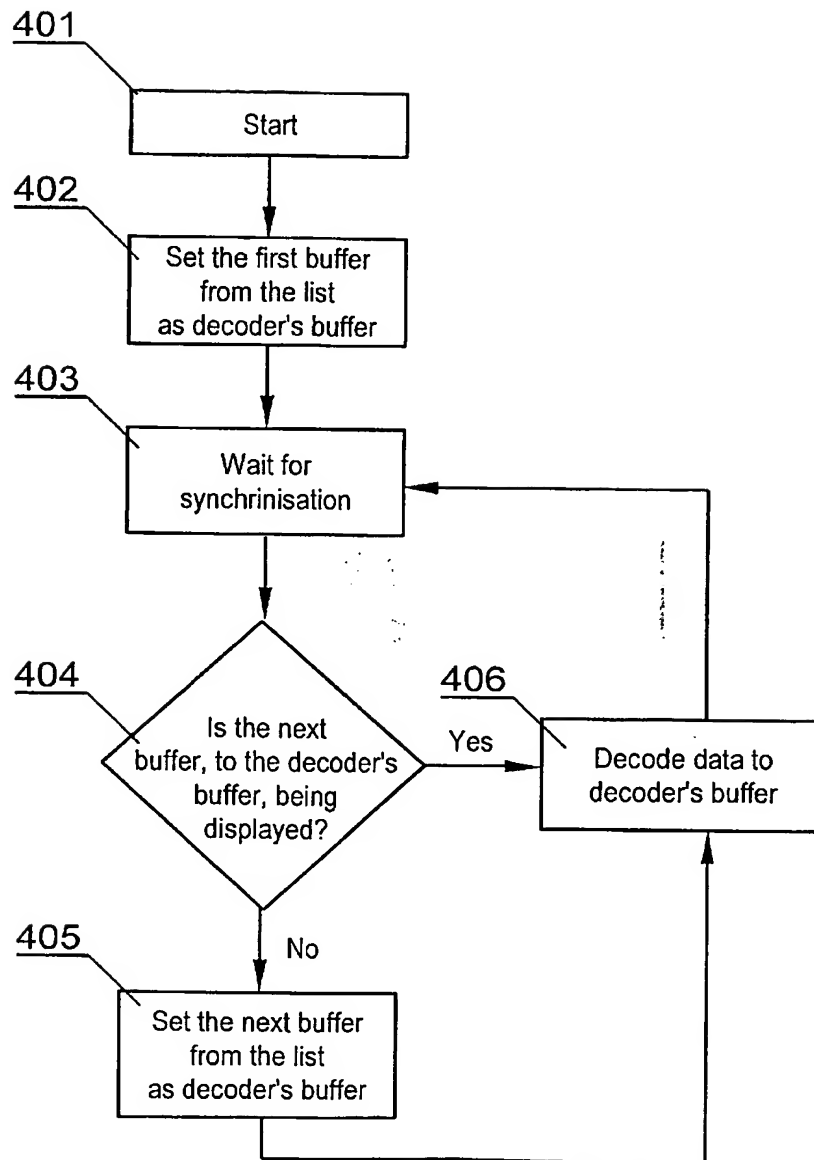 401
Start
402
Set the first buffer
from the list
as decoder's buffer
403
Wait for
synchrinisation
404
Is the next
buffer, to the decoder's
buffer, being
displayed?
Yes
406
Decode data to
decoder's buffer
No
405
Set the next buffer
from the list
as decoder's buffer